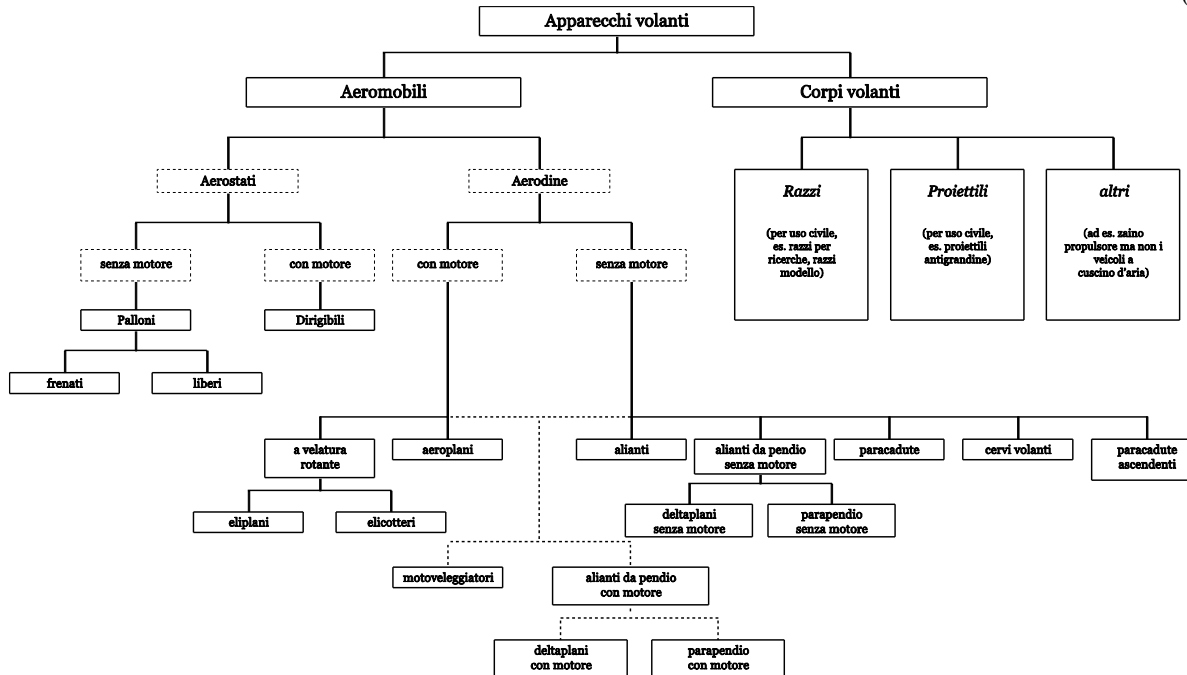 Apparecchi volanti
Aeromobili
Corpi volanti
Aerostati
Aerodine
Razzi
(per uso civile,
es. razzi per
ricerche, razzi
modello)
Proiettili
(per uso civile,
es. proiettili
antigrandine)
altri
(ad es. zaino
propulsore ma non i
veicoli a
cuscino d'aria)
senza motore
con motore
con motore
senza motore
Palloni
Dirigibili
frenati
liberi
a velatura
rotante
aeroplani
alianti
alianti da pendio
senza motore
paracadute
cervi volanti
paracadute
ascendenti
eliplani
elicotteri
deltaplani
senza motore
parapendio
senza motore
motoveleggiatori
alianti da pendio
con motore
deltaplani
con motore
parapendio
con motore